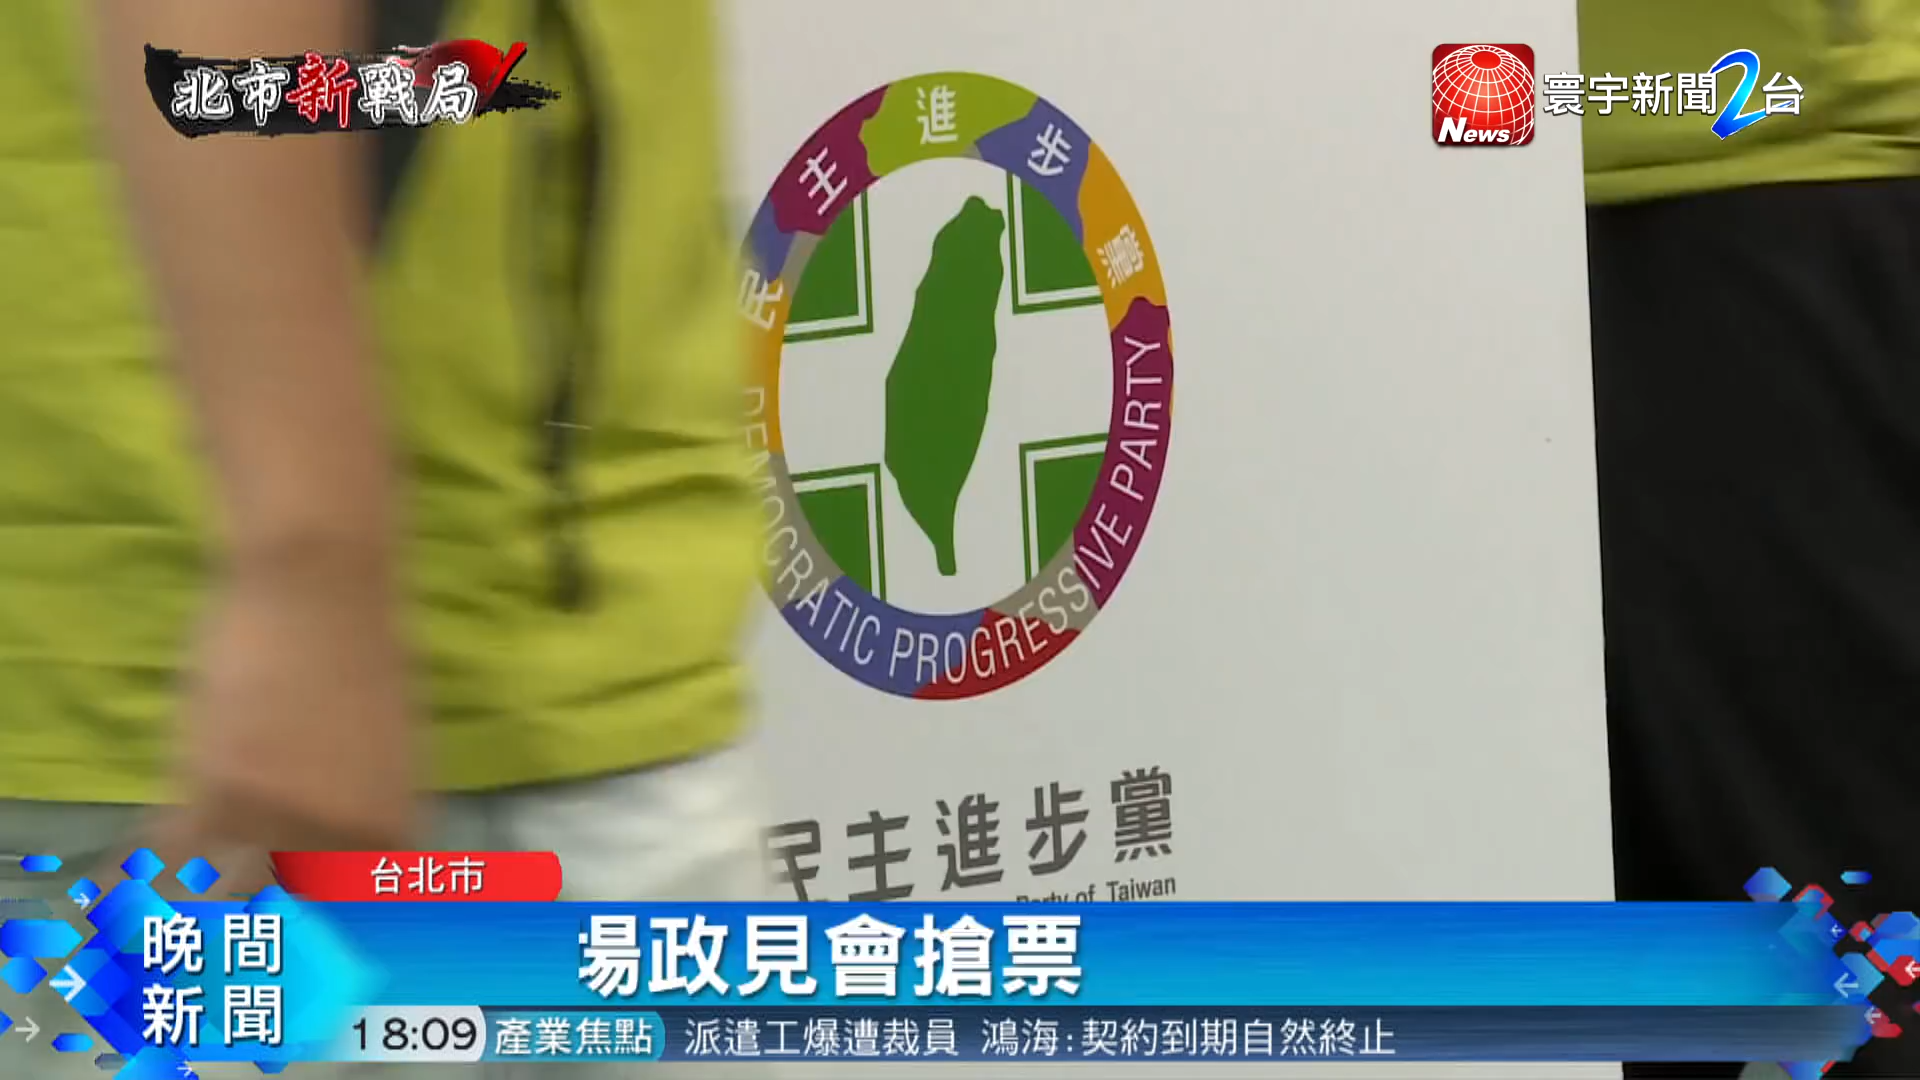 北市新戰局
News 寰宇新聞2台
民主進步黨
DEMOCRATIC PROGRESSIVE PARTY
民主進步黨
Party of Taiwan
台北市
晚間新聞
場政見會搶票
18:09 產業焦點 派遣工爆遭裁員 鴻海:契約到期自然終止